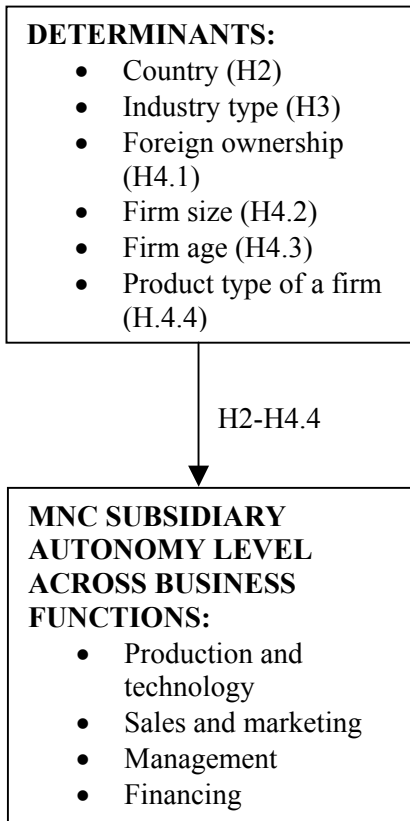 DETERMINANTS:
• Country (H2)
• Industry type (H3)
• Foreign ownership
(H4.1)
• Firm size (H4.2)
• Firm age (H4.3)
• Product type of a firm
(H.4.4)
H2-H4.4
MNC SUBSIDIARY
AUTONOMY LEVEL
ACROSS BUSINESS
FUNCTIONS:
• Production and
technology
• Sales and marketing
• Management
• Financing